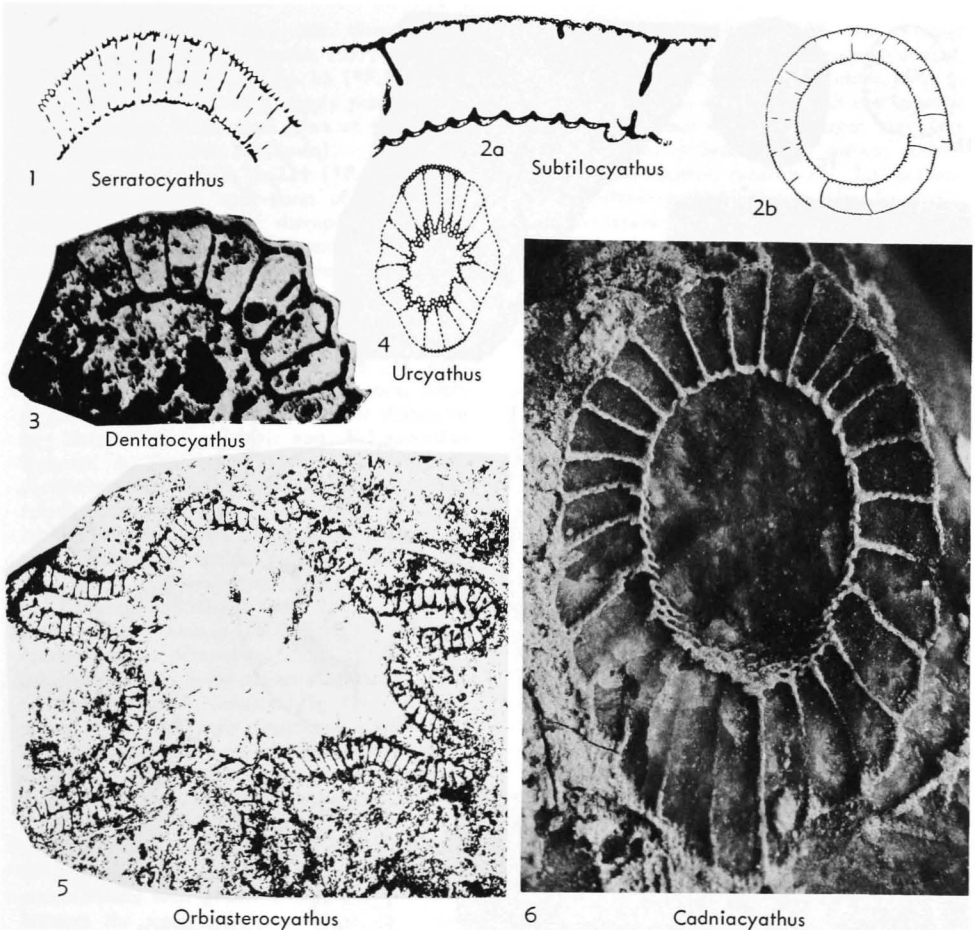 1 Serratocyathus
2a Subtilocyathus
2b
3 Dentatocyathus
4 Urcyathus
5 Orbiasterocyathus
6 Cadniacyathus